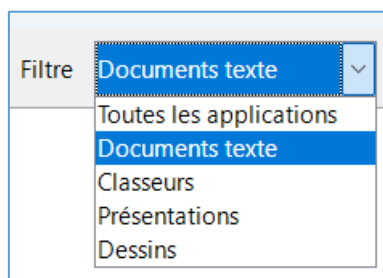 Filtre Documents texte
Toutes les applications
Documents texte
Classeurs
Présentations
Dessins